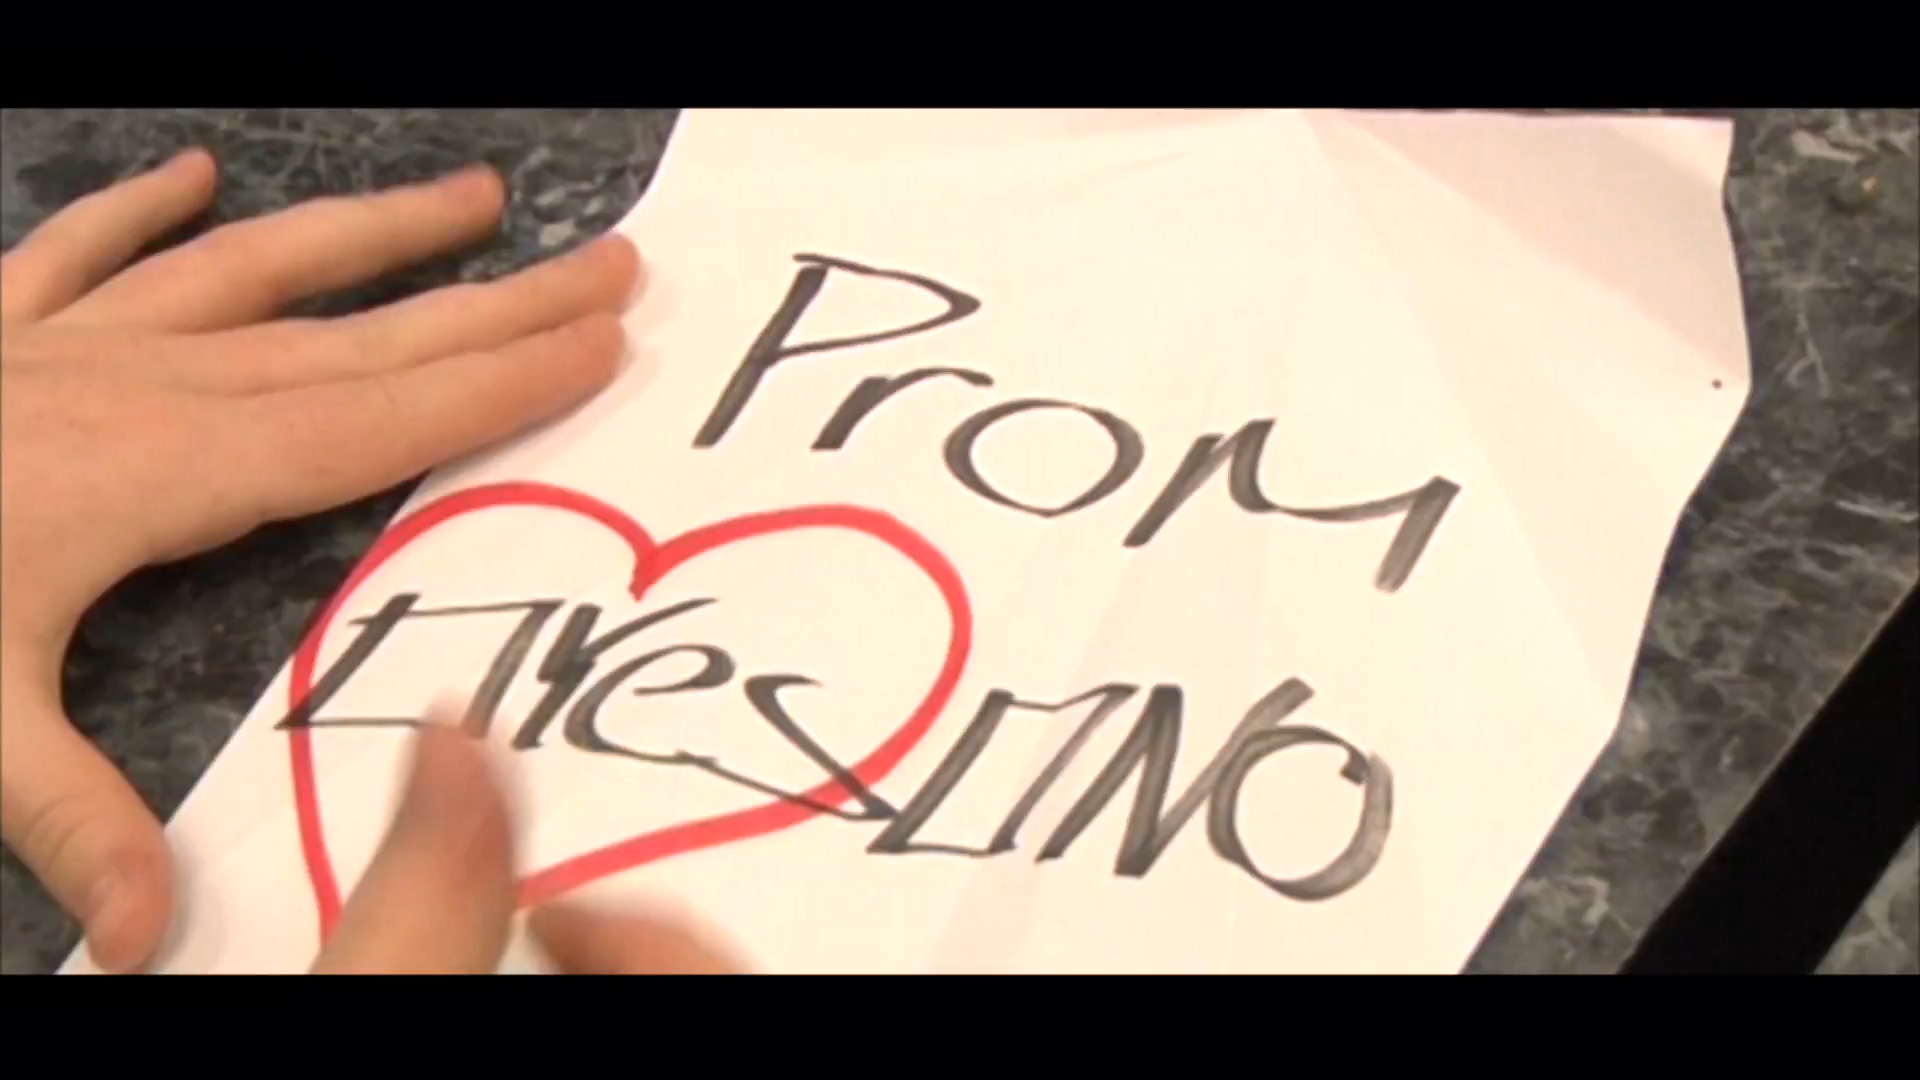 Prom
☐ Yes ☐ NO